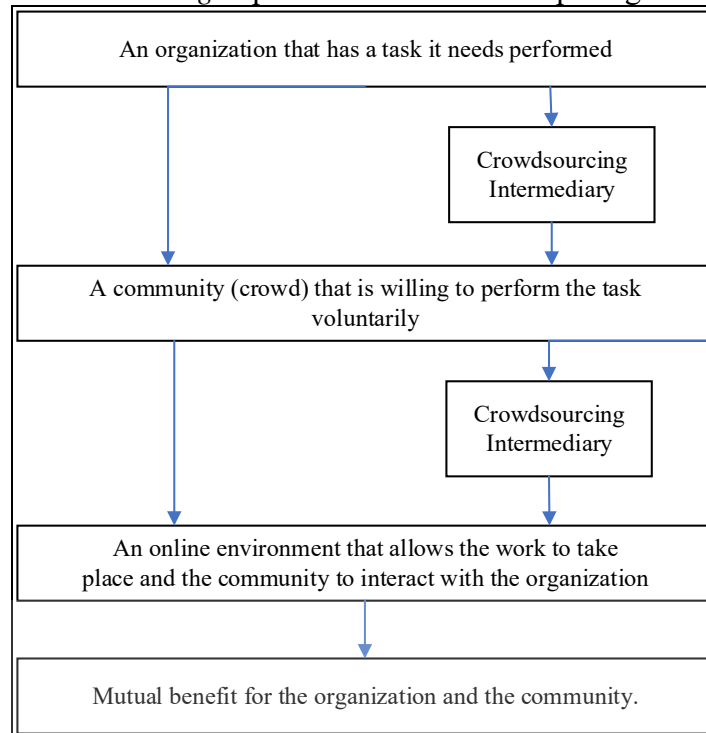 An organization that has a task it needs performed
Crowdsourcing
Intermediary
A community (crowd) that is willing to perform the task
voluntarily
Crowdsourcing
Intermediary
An online environment that allows the work to take
place and the community to interact with the organization
Mutual benefit for the organization and the community.